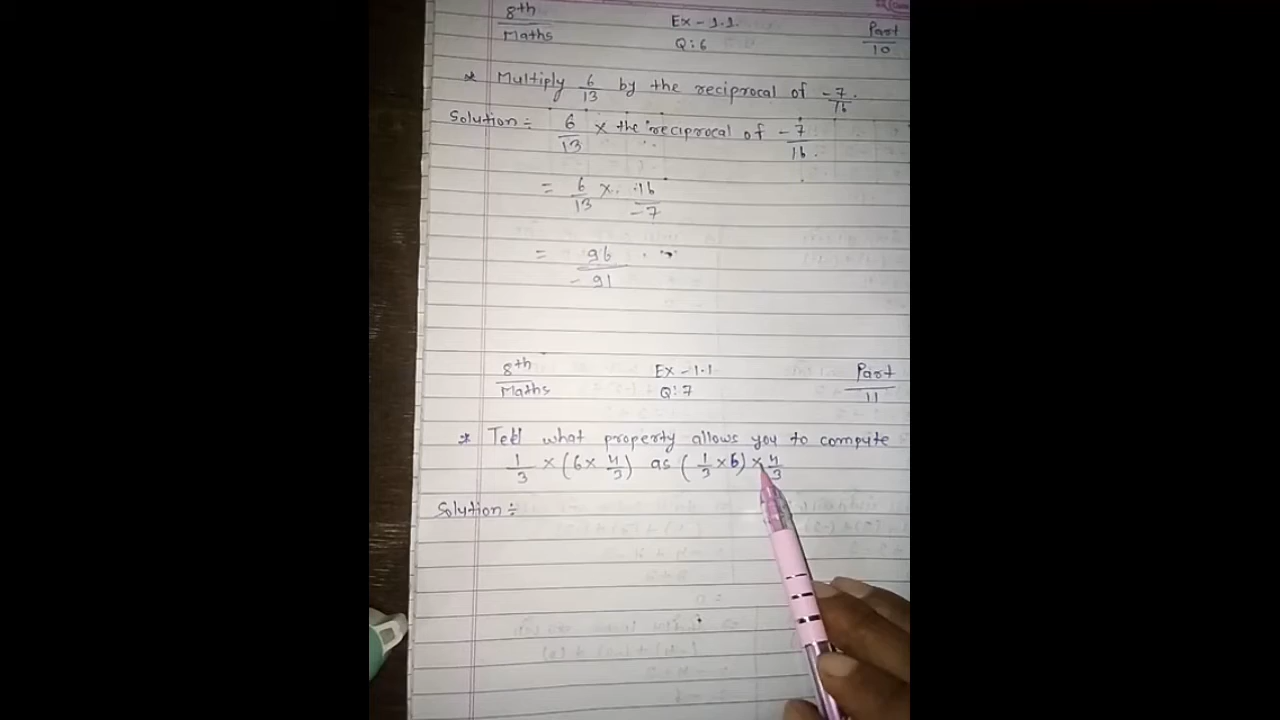 8th Ex - 1.1. Part
Maths Q:6 10
* Multiply 6/13 by the reciprocal of -7/16.
Solution ÷ 6/13 × the reciprocal of -7/16.
= 6/13 × 16/-7
= 96/-91
8th Ex - 1.1 Part
Maths Q:7 11
* Tell what property allows you to compute
1/3 × (6 × 4/3) as (1/3 × 6) × 4/3
Solution ÷